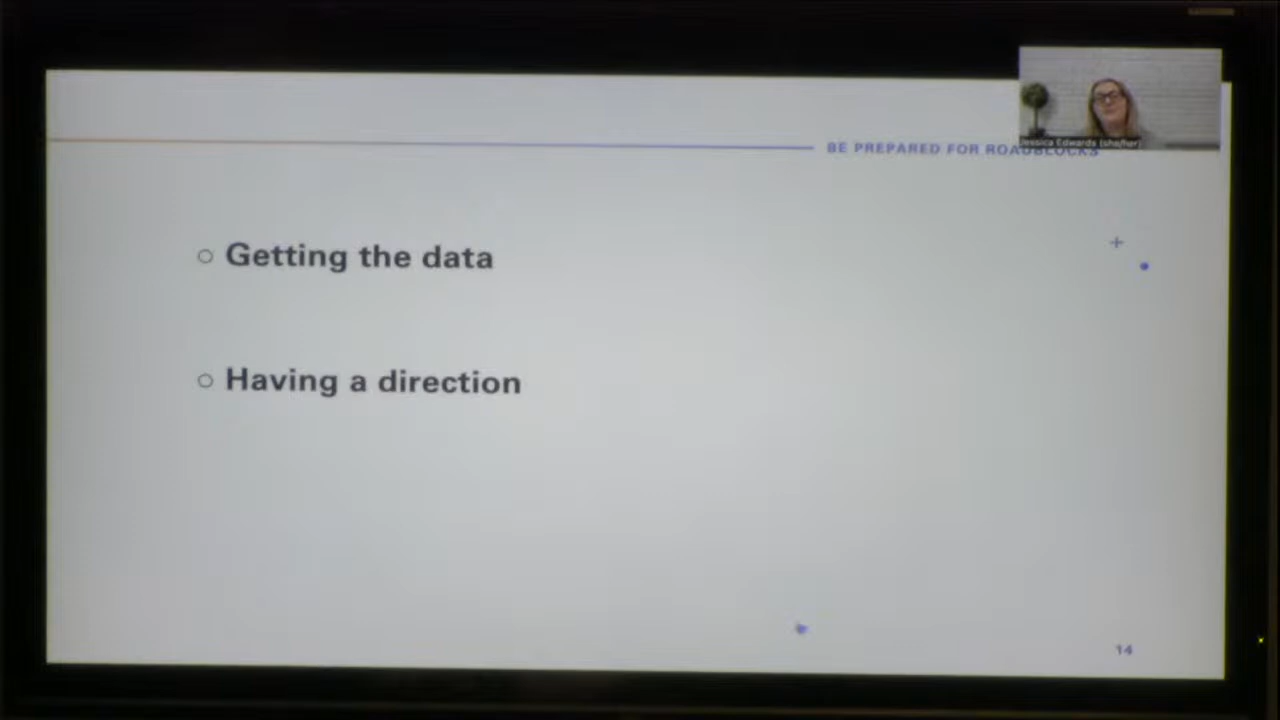 Jessica Edwards (she/her)
BE PREPARED FOR ROADBLOCKS
○ Getting the data
○ Having a direction
14